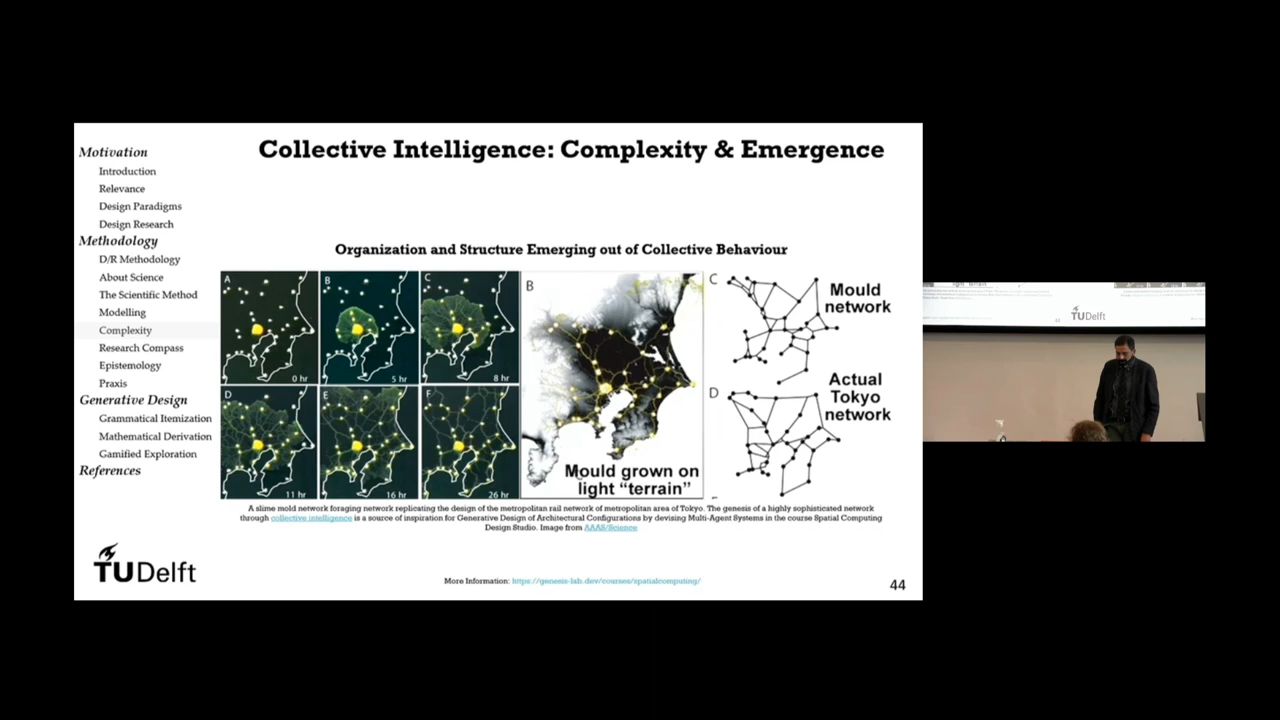 Collective Intelligence: Complexity & Emergence
Motivation
Introduction
Relevance
Design Paradigms
Design Research
Methodology
D/R Methodology
About Science
The Scientific Method
Modelling
Complexity
Research Compass
Epistemology
Praxis
Generative Design
Grammatical Itemization
Mathematical Derivation
Gamified Exploration
References
Organization and Structure Emerging out of Collective Behaviour
A
0 hr
B
5 hr
C
8 hr
D
11 hr
E
16 hr
F
26 hr
B
Mould grown on
light “terrain”
C
Mould
network
D
Actual
Tokyo
network
A slime mold network foraging network replicating the design of the metropolitan rail network of metropolitan area of Tokyo. The genesis of a highly sophisticated network
through collective intelligence is a source of inspiration for Generative Design of Architectural Configurations by devising Multi-Agent Systems in the course Spatial Computing
Design Studio. Image from AAAS/Science
TUDelft
More Information: https://genesis-lab.dev/courses/spatialcomputing/
44
light "terrain"
TUDelft